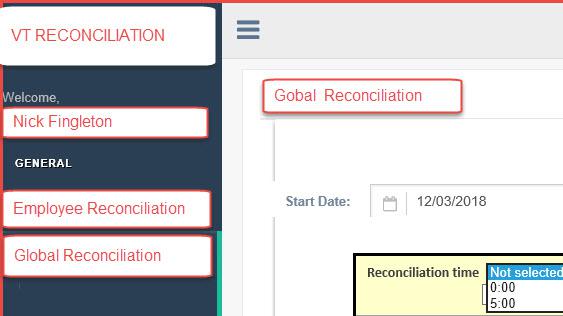 VT RECONCILIATION
Welcome,
Nick Fingleton
GENERAL
Employee Reconciliation
Global Reconciliation
Gobal Reconciliation
Start Date: 12/03/2018
Reconciliation time Not selected
0:00
5:00